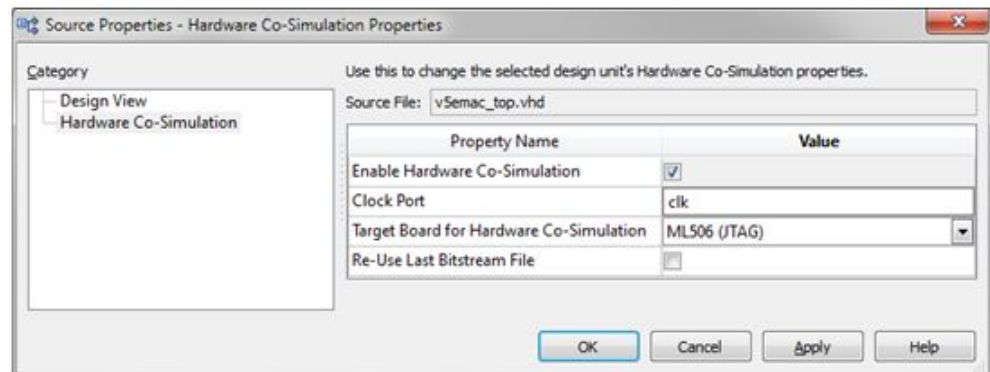 Source Properties - Hardware Co-Simulation Properties
Category
Design View
Hardware Co-Simulation
Use this to change the selected design unit's Hardware Co-Simulation properties.
Source File: v5emac_top.vhd
Property Name Value
Enable Hardware Co-Simulation
Clock Port clk
Target Board for Hardware Co-Simulation ML506 (JTAG)
Re-Use Last Bitstream File
OK Cancel Apply Help